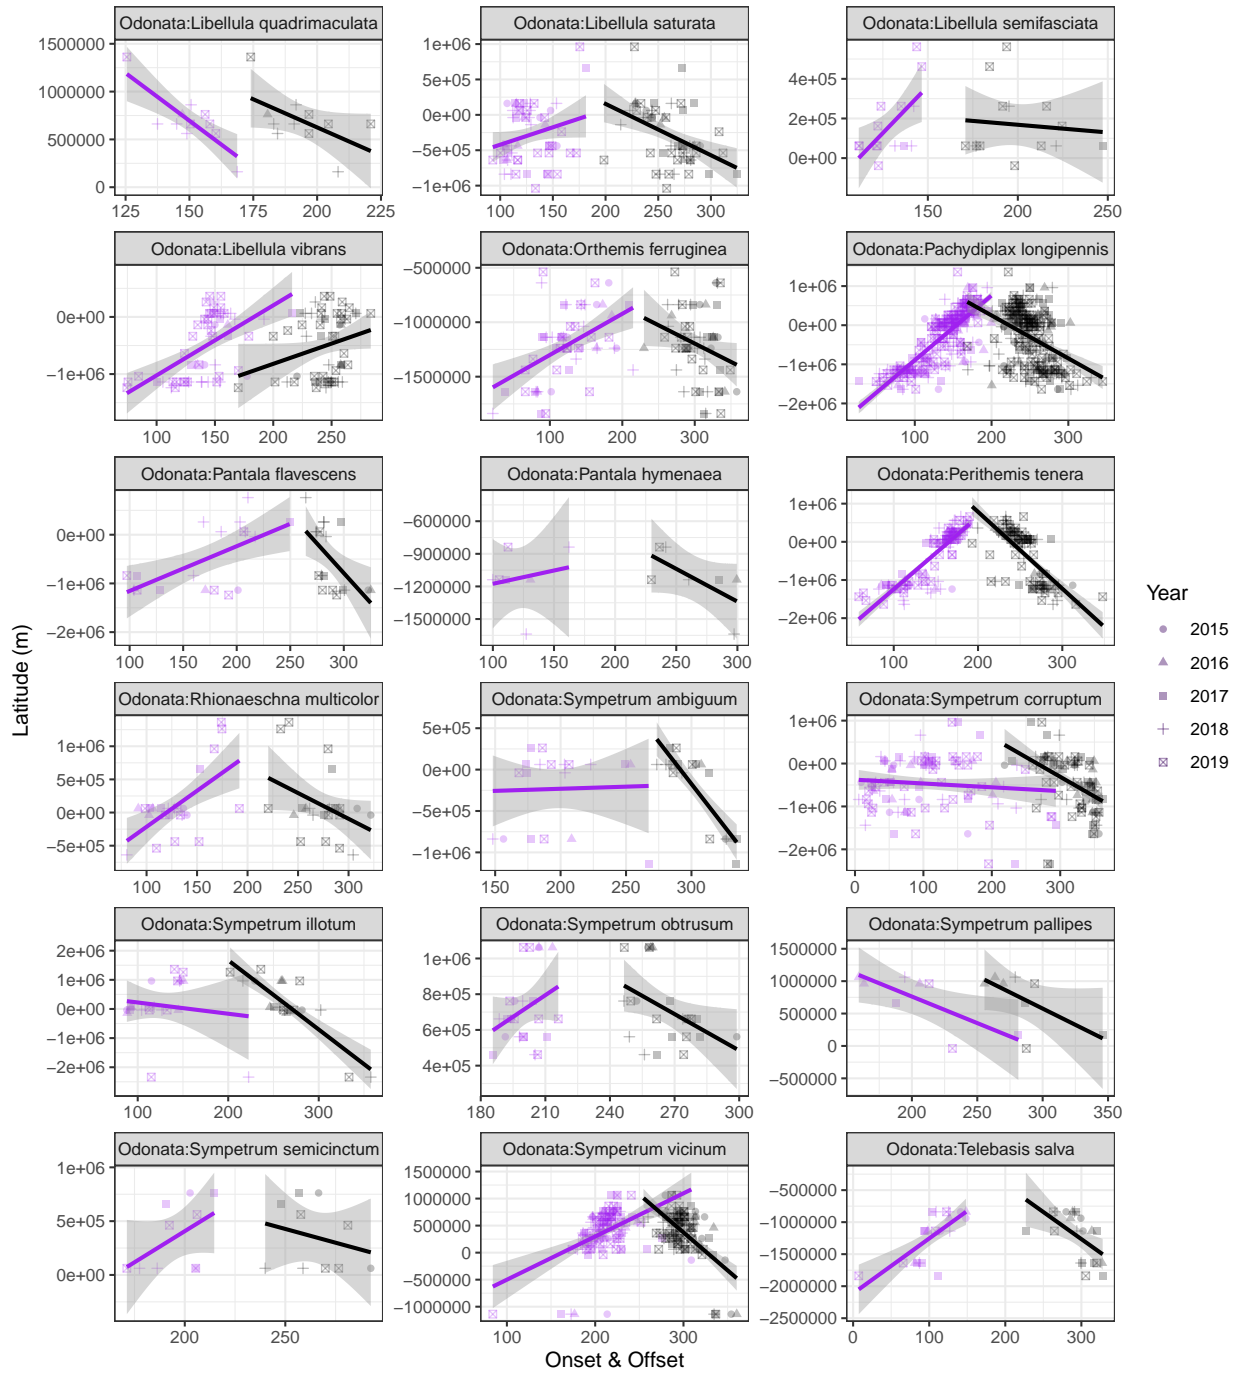 Odonata:Libellula quadrimaculata
Odonata:Libellula saturata
Odonata:Libellula semifasciata
1500000
1000000
500000
0
125
150
175
200
225
1e+06
5e+05
0e+00
−5e+05
−1e+06
100
150
200
250
300
4e+05
2e+05
0e+00
150
200
250
Odonata:Libellula vibrans
Odonata:Orthemis ferruginea
Odonata:Pachydiplax longipennis
0e+00
−1e+06
100
150
200
250
−500000
−1000000
−1500000
100
200
300
1e+06
0e+00
−1e+06
−2e+06
100
200
300
Odonata:Pantala flavescens
Odonata:Pantala hymenaea
Odonata:Perithemis tenera
0e+00
−1e+06
−2e+06
100
150
200
250
300
−600000
−900000
−1200000
−1500000
100
150
200
250
300
1e+06
0e+00
−1e+06
−2e+06
100
200
300
Odonata:Rhionaeschna multicolor
Odonata:Sympetrum ambiguum
Odonata:Sympetrum corruptum
1e+06
5e+05
0e+00
−5e+05
100
150
200
250
300
5e+05
0e+00
−5e+05
−1e+06
150
200
250
300
1e+06
0e+00
−1e+06
−2e+06
0
100
200
300
Odonata:Sympetrum illotum
Odonata:Sympetrum obtrusum
Odonata:Sympetrum pallipes
2e+06
1e+06
0e+00
−1e+06
−2e+06
100
200
300
1e+06
8e+05
6e+05
4e+05
180
210
240
270
300
1500000
1000000
500000
0
−500000
200
250
300
350
Odonata:Sympetrum semicinctum
Odonata:Sympetrum vicinum
Odonata:Telebasis salva
1e+06
5e+05
0e+00
200
250
1500000
1000000
500000
0
−500000
−1000000
100
200
300
−500000
−1000000
−1500000
−2000000
−2500000
0
100
200
300
Latitude (m)
Onset & Offset
Year
2015
2016
2017
2018
2019